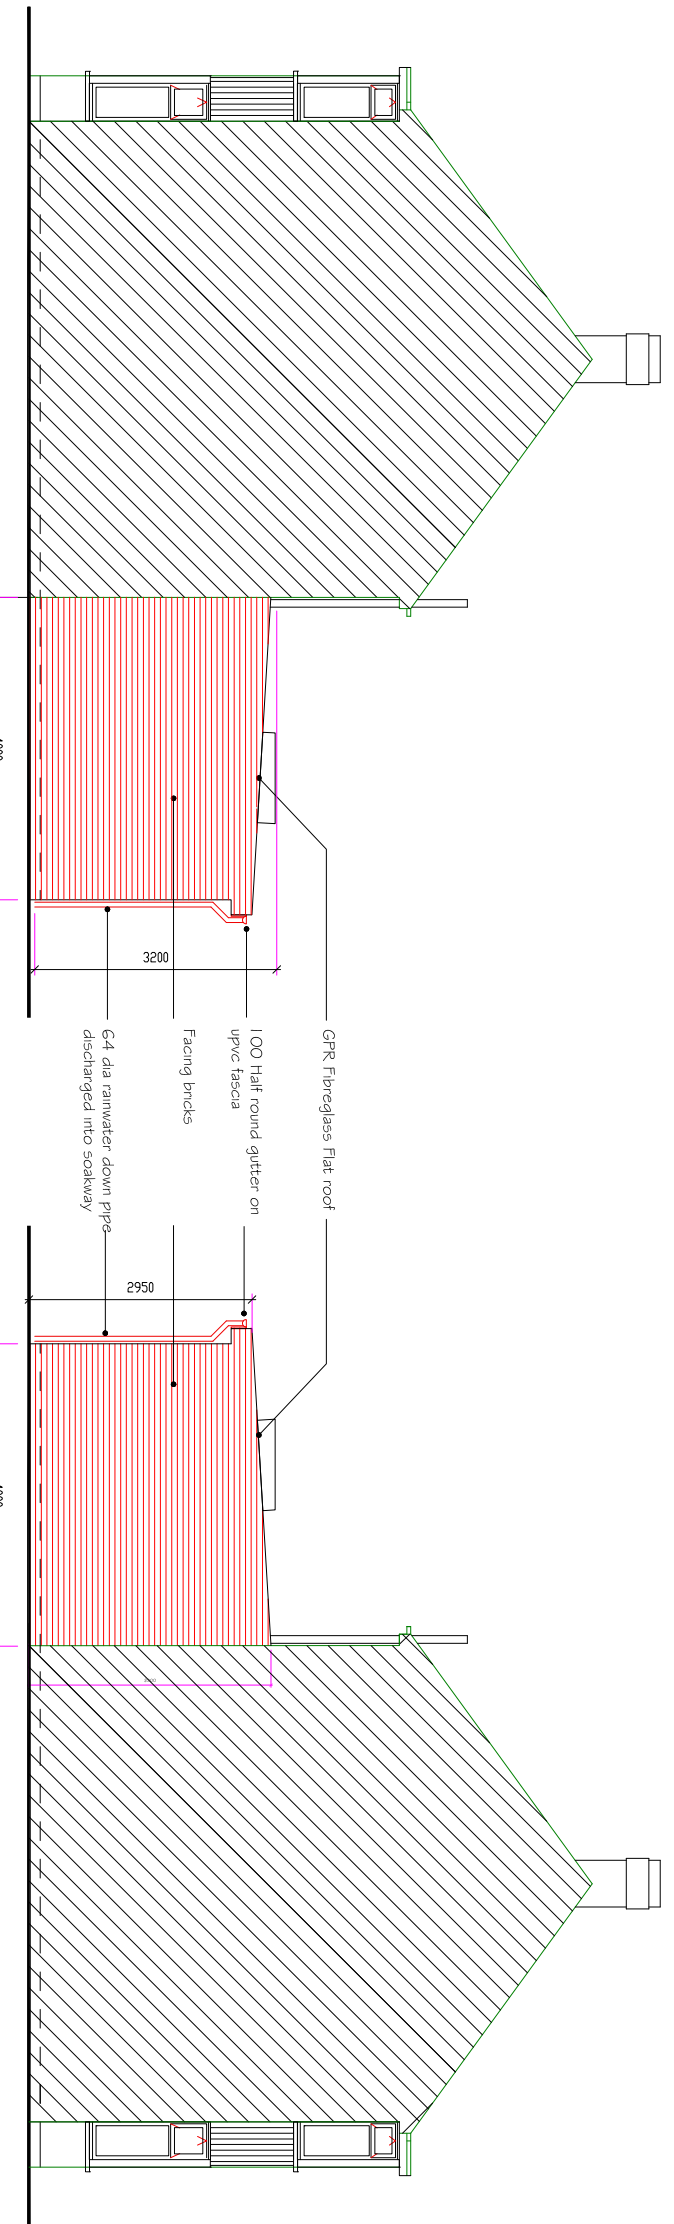 GPR Fibreglass Flat roof
100 Half round gutter on
upvc fascia
Facing bricks
64 dia rainwater down pipe
discharged into soakway
3200
2950